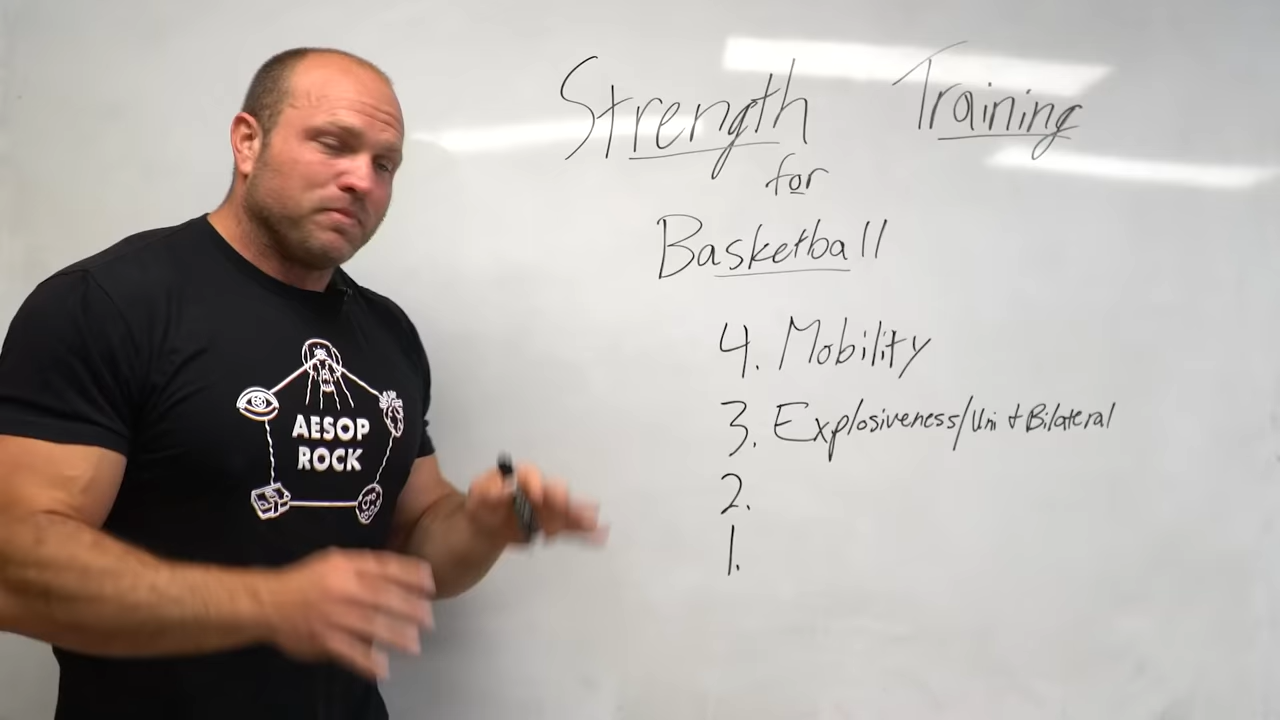 Strength Training
for
Basketball
4. Mobility
3. Explosiveness/Uni + Bilateral
2.
1.
AESOP
ROCK